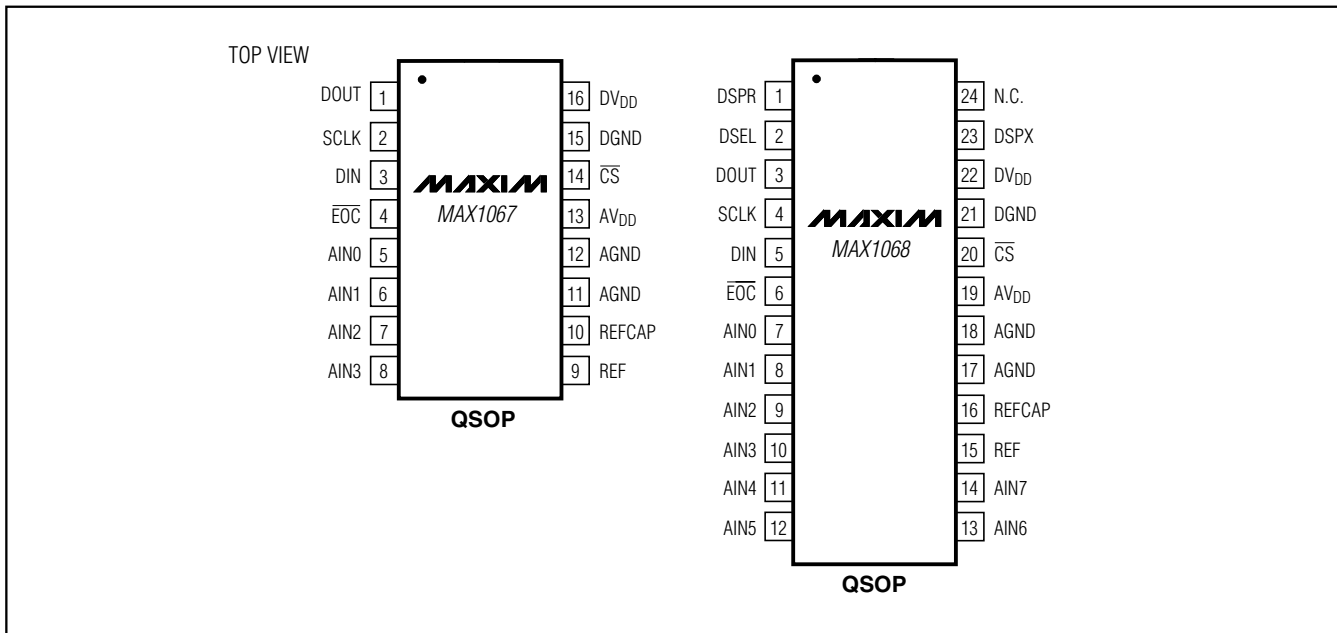 TOP VIEW
DOUT 1
SCLK 2
DIN 3
EOC 4
AIN0 5
AIN1 6
AIN2 7
AIN3 8
MAXIM
MAX1067
16 DVDD
15 DGND
14 CS
13 AVDD
12 AGND
11 AGND
10 REFCAP
9 REF
QSOP
DSPR 1
DSEL 2
DOUT 3
SCLK 4
DIN 5
EOC 6
AIN0 7
AIN1 8
AIN2 9
AIN3 10
AIN4 11
AIN5 12
MAXIM
MAX1068
24 N.C.
23 DSPX
22 DVDD
21 DGND
20 CS
19 AVDD
18 AGND
17 AGND
16 REFCAP
15 REF
14 AIN7
13 AIN6
QSOP